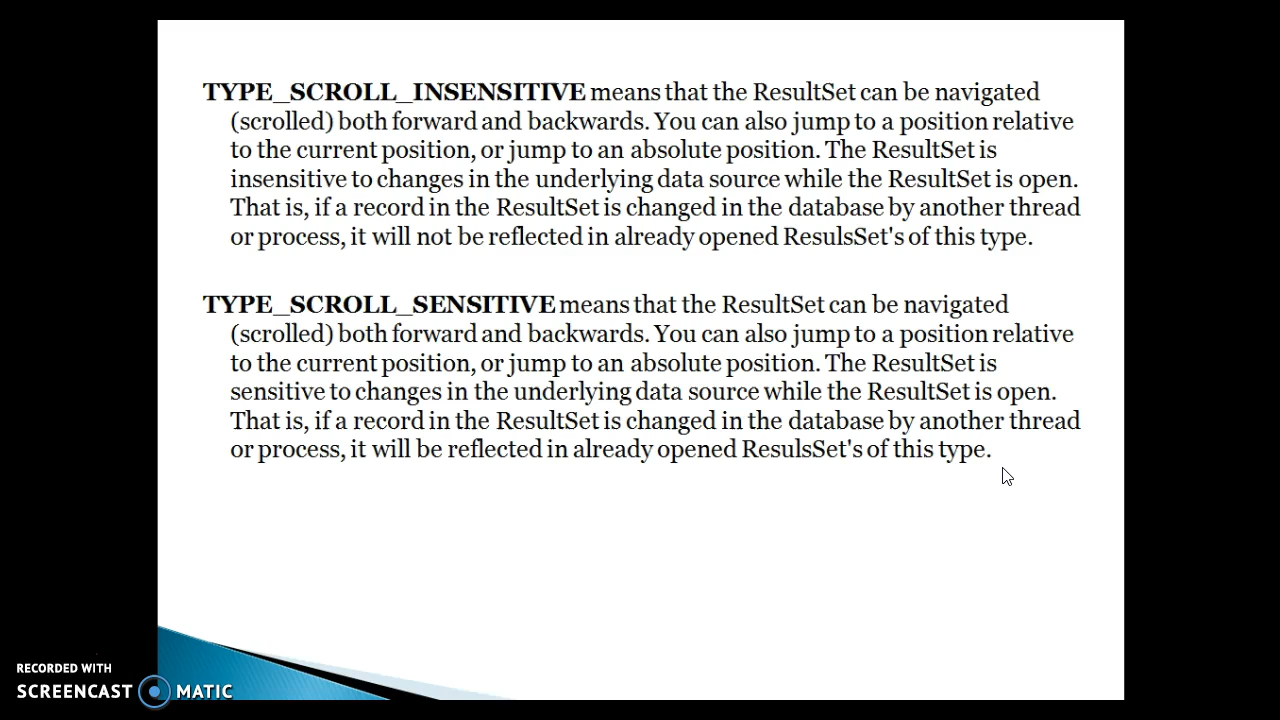 TYPE_SCROLL_INSENSITIVE means that the ResultSet can be navigated
(scrolled) both forward and backwards. You can also jump to a position relative
to the current position, or jump to an absolute position. The ResultSet is
insensitive to changes in the underlying data source while the ResultSet is open.
That is, if a record in the ResultSet is changed in the database by another thread
or process, it will not be reflected in already opened ResulsSet's of this type.
TYPE_SCROLL_SENSITIVE means that the ResultSet can be navigated
(scrolled) both forward and backwards. You can also jump to a position relative
to the current position, or jump to an absolute position. The ResultSet is
sensitive to changes in the underlying data source while the ResultSet is open.
That is, if a record in the ResultSet is changed in the database by another thread
or process, it will be reflected in already opened ResulsSet's of this type.
RECORDED WITH
SCREENCAST MATIC